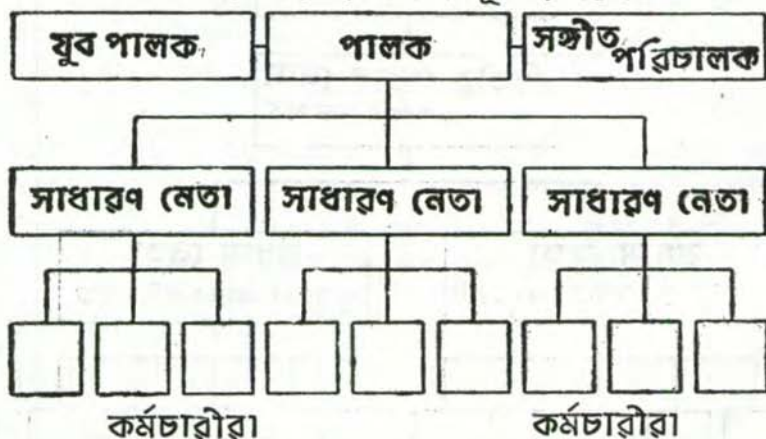 যুব পালক
পালক
সঙ্গীত
পরিচালক
সাধারণ নেতা
সাধারণ নেতা
সাধারণ নেতা
কর্মচারীরা
কর্মচারীরা